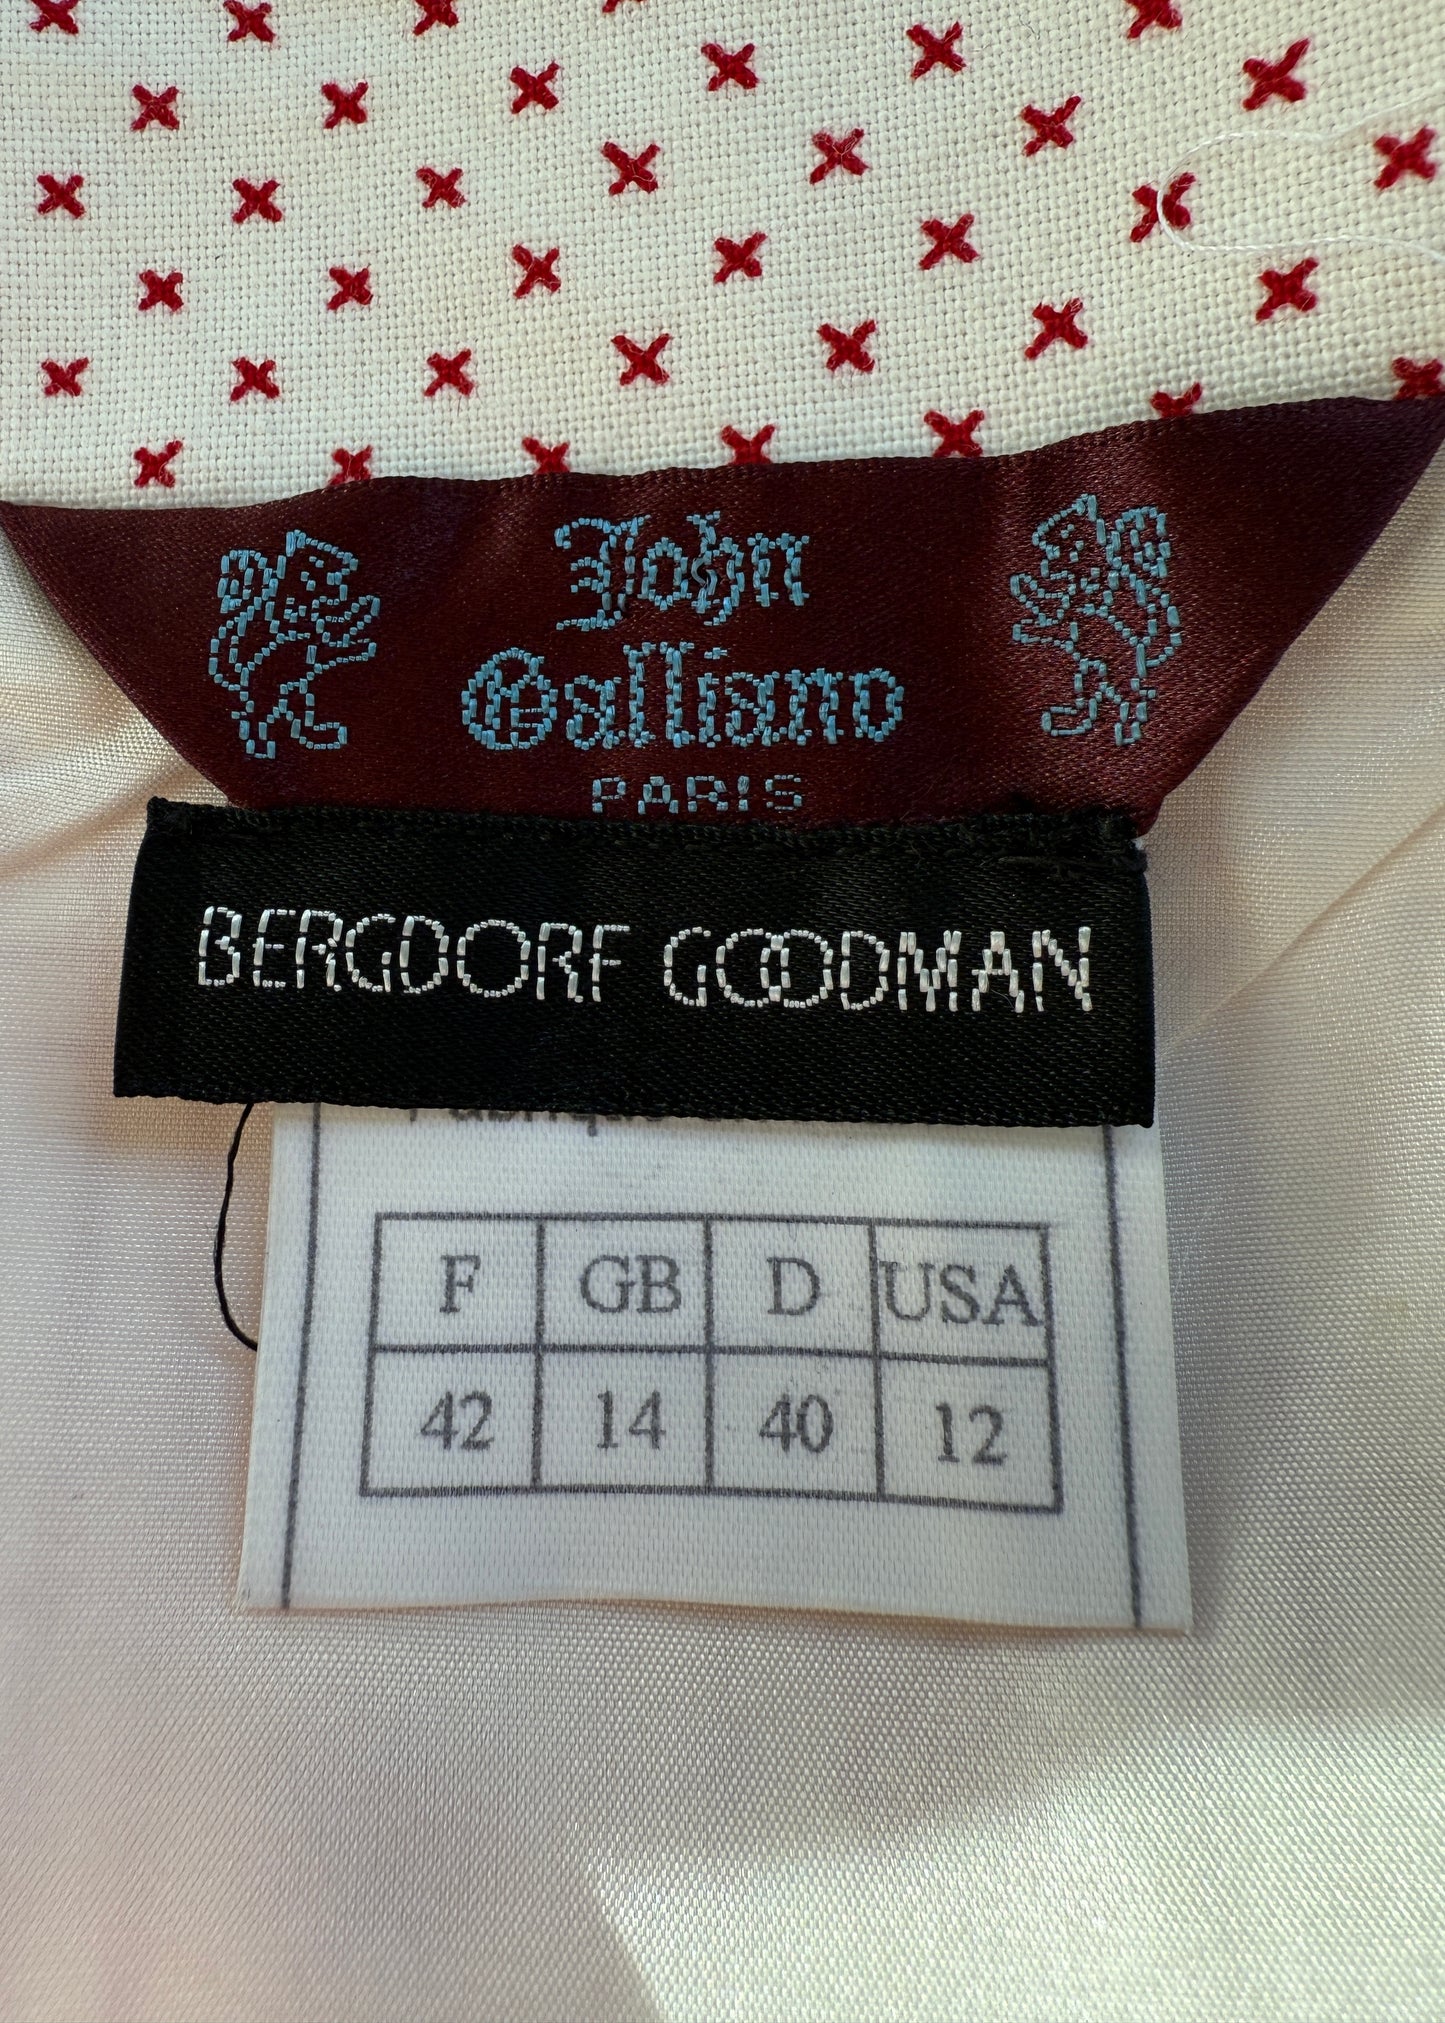 John
Galliano
PARIS
BERGDORF GOODMAN
F GB D USA
42 14 40 12